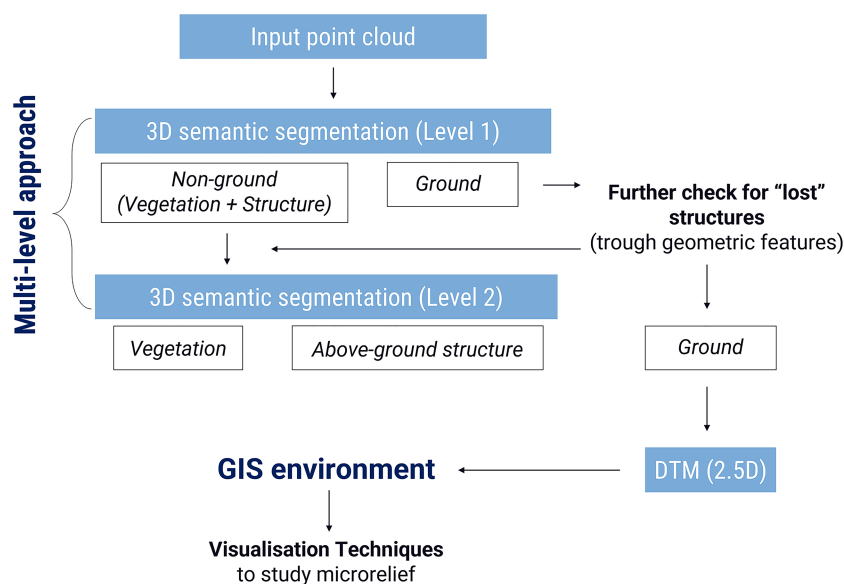 Input point cloud
Multi-level approach
3D semantic segmentation (Level 1)
Non-ground
(Vegetation + Structure)
Ground
Further check for “lost”
structures
(trough geometric features)
3D semantic segmentation (Level 2)
Vegetation
Above-ground structure
Ground
GIS environment
DTM (2.5D)
Visualisation Techniques
to study microrelief